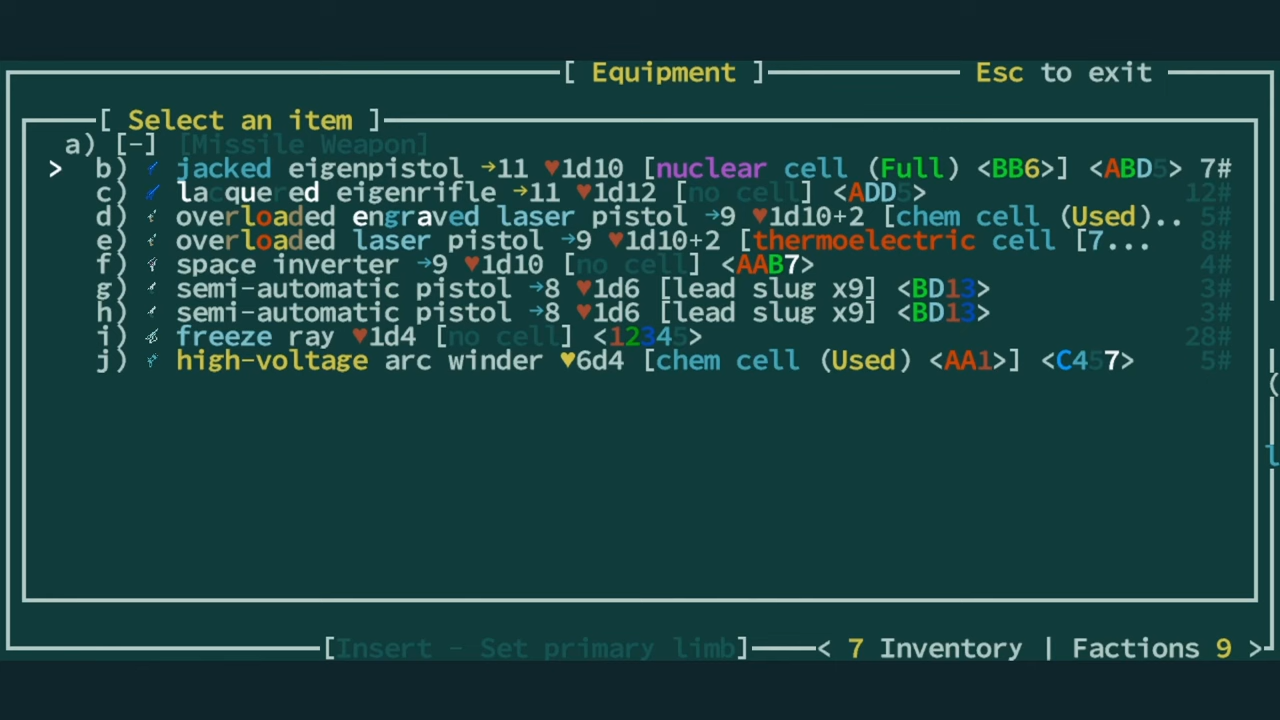 [ Equipment ] Esc to exit
[ Select an item ]
a) [-] [Missile Weapon]
> b) jacked eigenpistol →11 ♥1d10 [nuclear cell (Full) <BB6>] <ABD5> 7#
c) lacquered eigenrifle →11 ♥1d12 [no cell] <ADD5> 12#
d) overloaded engraved laser pistol →9 ♥1d10+2 [chem cell (Used).. 5#
e) overloaded laser pistol →9 ♥1d10+2 [thermoelectric cell [7... 8#
f) space inverter →9 ♥1d10 [no cell] <AAB7> 4#
g) semi-automatic pistol →8 ♥1d6 [lead slug x9] <BD13> 3#
h) semi-automatic pistol →8 ♥1d6 [lead slug x9] <BD13> 3#
i) freeze ray ♥1d4 [no cell] <12345> 28#
j) high-voltage arc winder ♥6d4 [chem cell (Used) <AA1>] <C457> 5#
[Insert - Set primary limb] < 7 Inventory | Factions 9 >